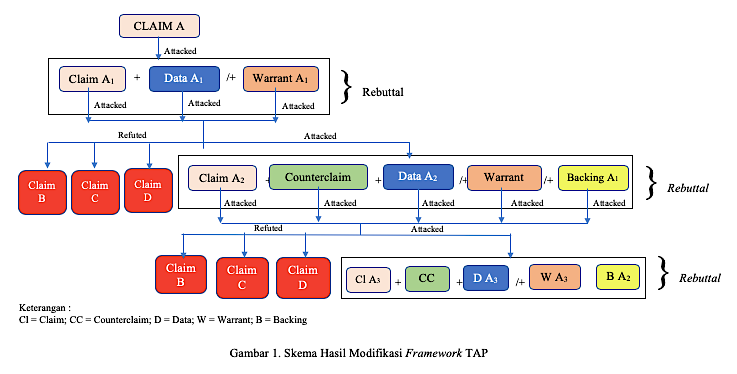 CLAIM A
Attacked
Claim A1 + Data A1 /+ Warrant A1
Rebuttal
Attacked Attacked Attacked
Refuted Attacked
Claim B
Claim C
Claim D
Claim A2 + Counterclaim + Data A2 /+ Warrant /+ Backing A1
Rebuttal
Attacked Attacked Attacked Attacked Attacked
Refuted Attacked
Claim B
Claim C
Claim D
Cl A3 + CC + D A3 /+ W A3 B A2
Rebuttal
Keterangan :
Cl = Claim; CC = Counterclaim; D = Data; W = Warrant; B = Backing
Gambar 1. Skema Hasil Modifikasi Framework TAP